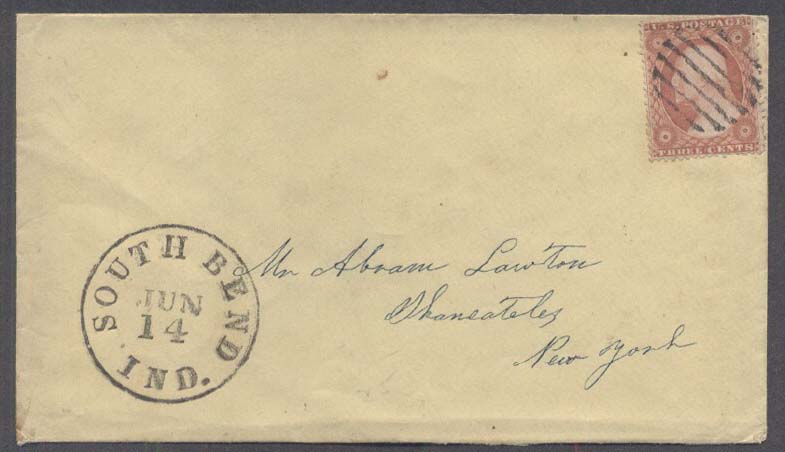 U.S. POSTAGE
THREE CENTS
SOUTH BEND
IND.
JUN
14
Mr Abram Lawton
Skaneateles
New York